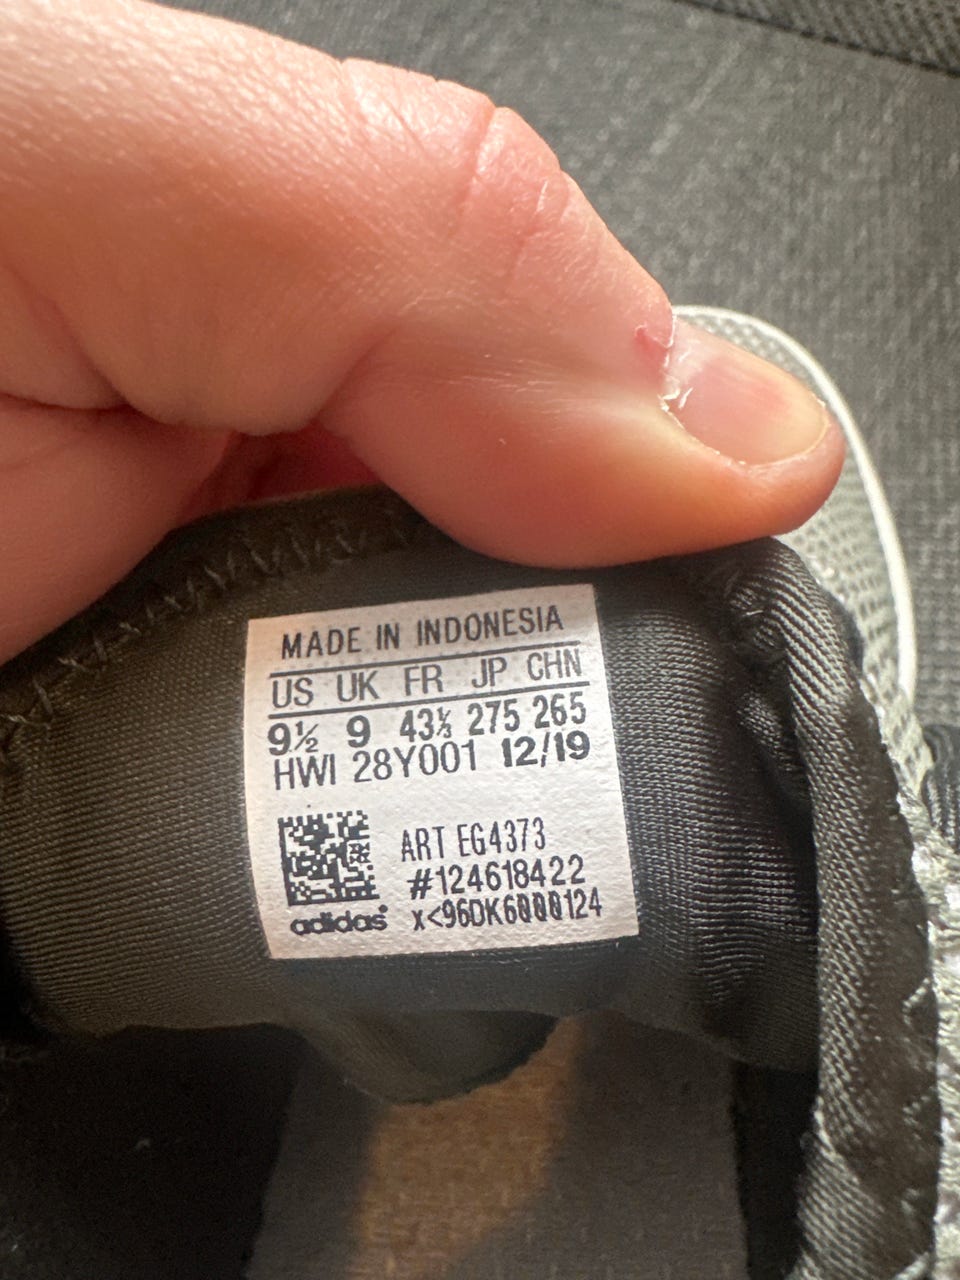 MADE IN INDONESIA
US UK FR JP CHN
9½ 9 43⅓ 275 265
HWI 28Y001 12/19
ART EG4373
#124618422
adidas x<96DK6000124